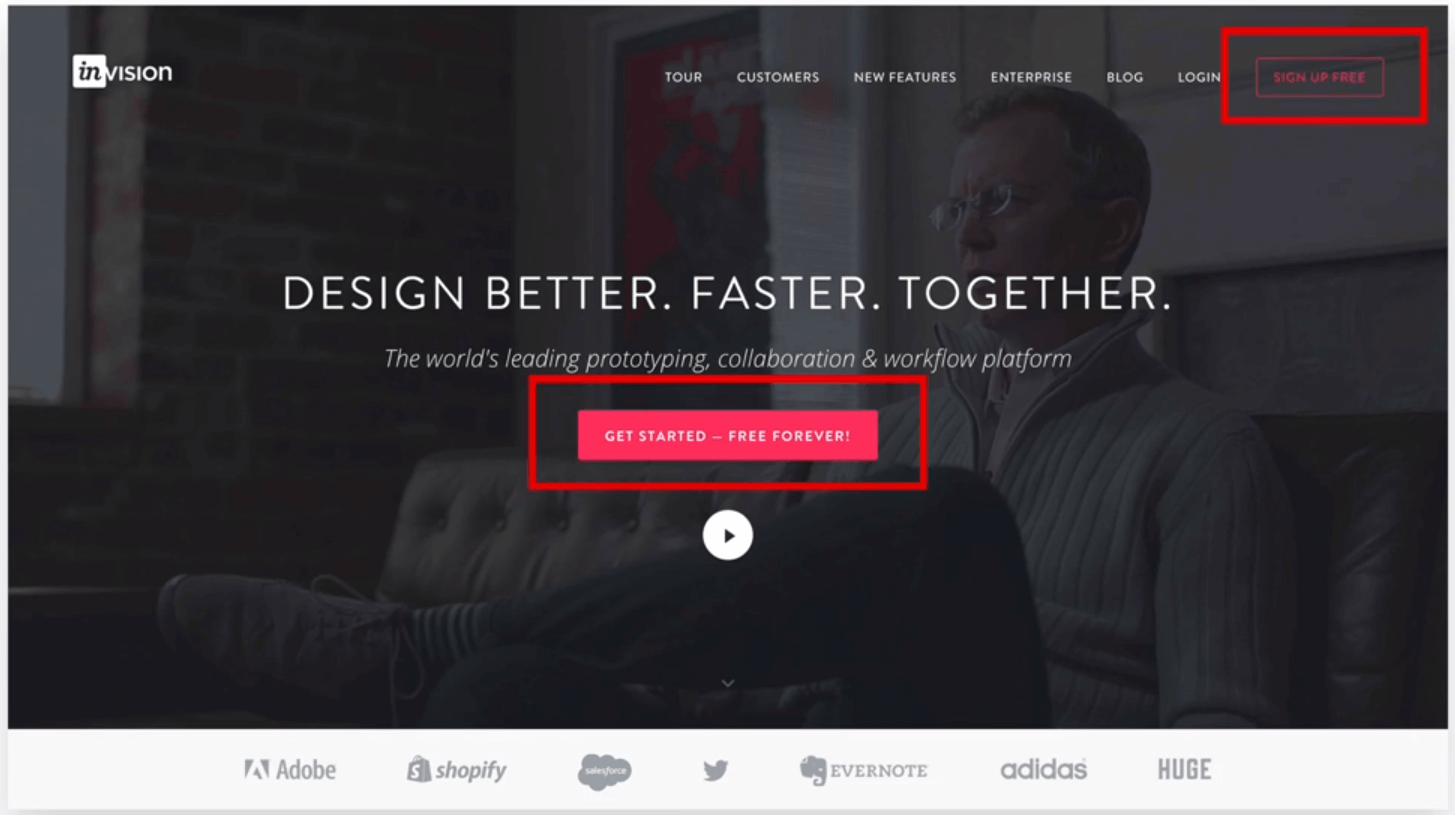 invision
TOUR CUSTOMERS NEW FEATURES ENTERPRISE BLOG LOGIN SIGN UP FREE
DESIGN BETTER. FASTER. TOGETHER.
The world's leading prototyping, collaboration & workflow platform
GET STARTED – FREE FOREVER!
Adobe shopify salesforce EVERNOTE adidas HUGE